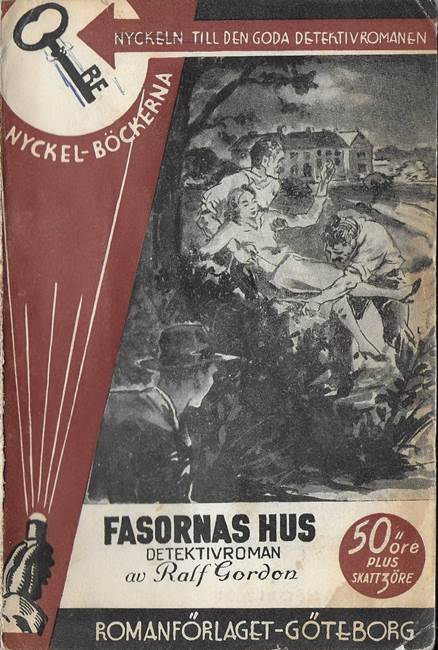 NYCKELN TILL DEN GODA DETEKTIVROMANEN
RE
NYCKEL-BÖCKERNA
FASORNAS HUS
DETEKTIVROMAN
av Ralf Gordon
50 öre
PLUS
SKATT 3 ÖRE
ROMANFÖRLAGET-GÖTEBORG